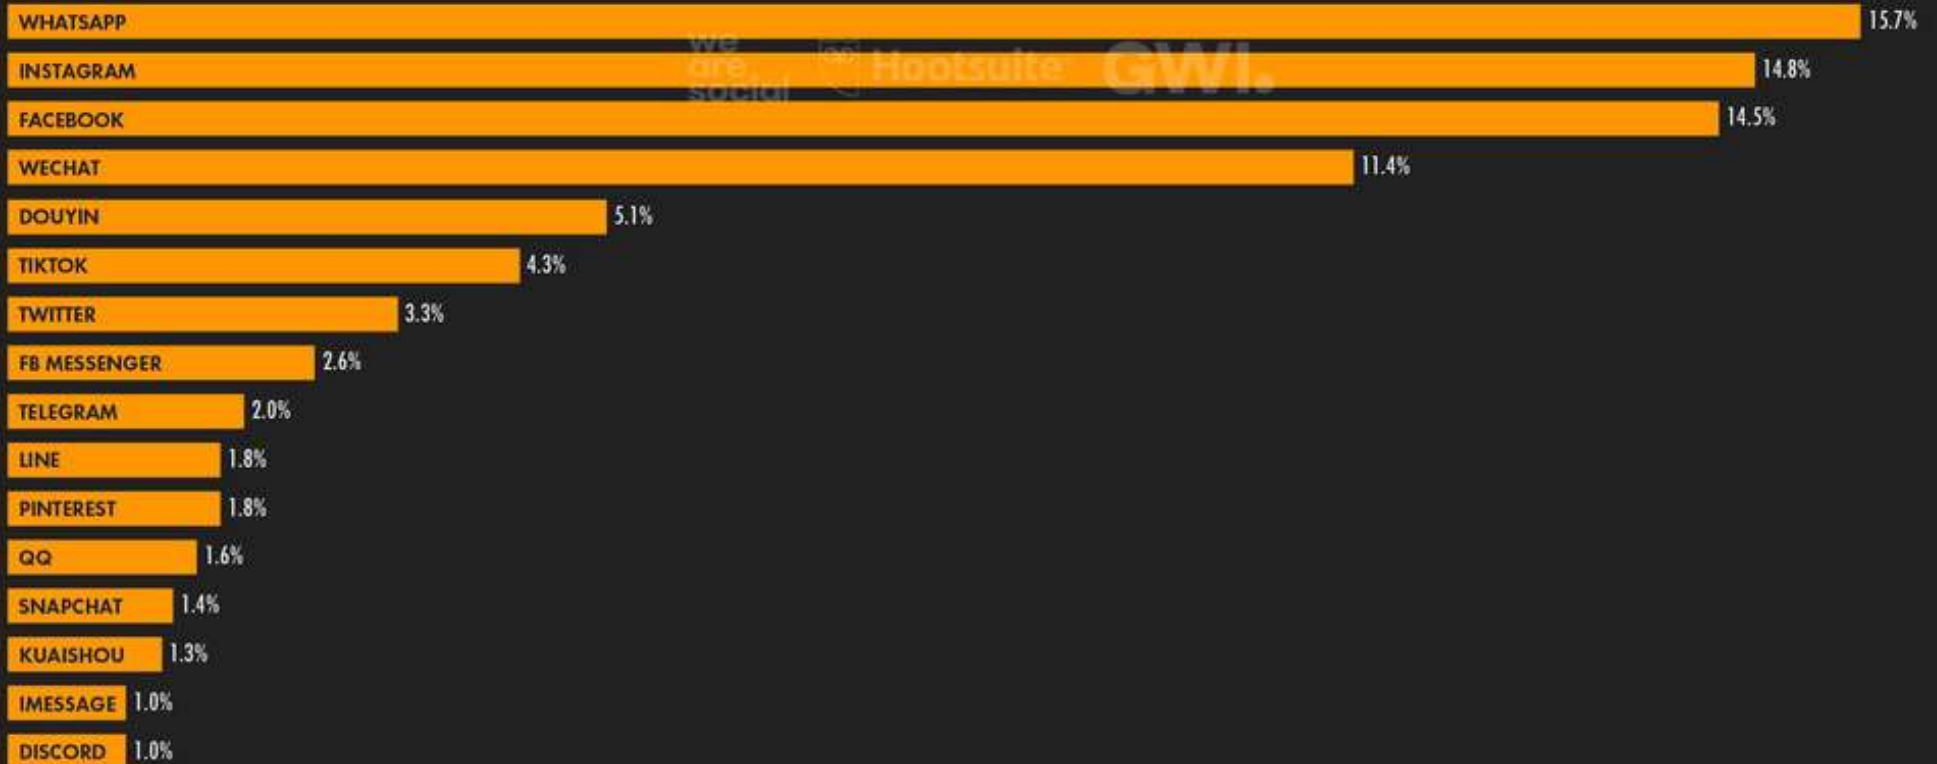 WHATSAPP 15.7%
we are social Hootsuite GWI.
INSTAGRAM 14.8%
FACEBOOK 14.5%
WECHAT 11.4%
DOUYIN 5.1%
TIKTOK 4.3%
TWITTER 3.3%
FB MESSENGER 2.6%
TELEGRAM 2.0%
LINE 1.8%
PINTEREST 1.8%
QQ 1.6%
SNAPCHAT 1.4%
KUAISHOU 1.3%
IMESSAGE 1.0%
DISCORD 1.0%